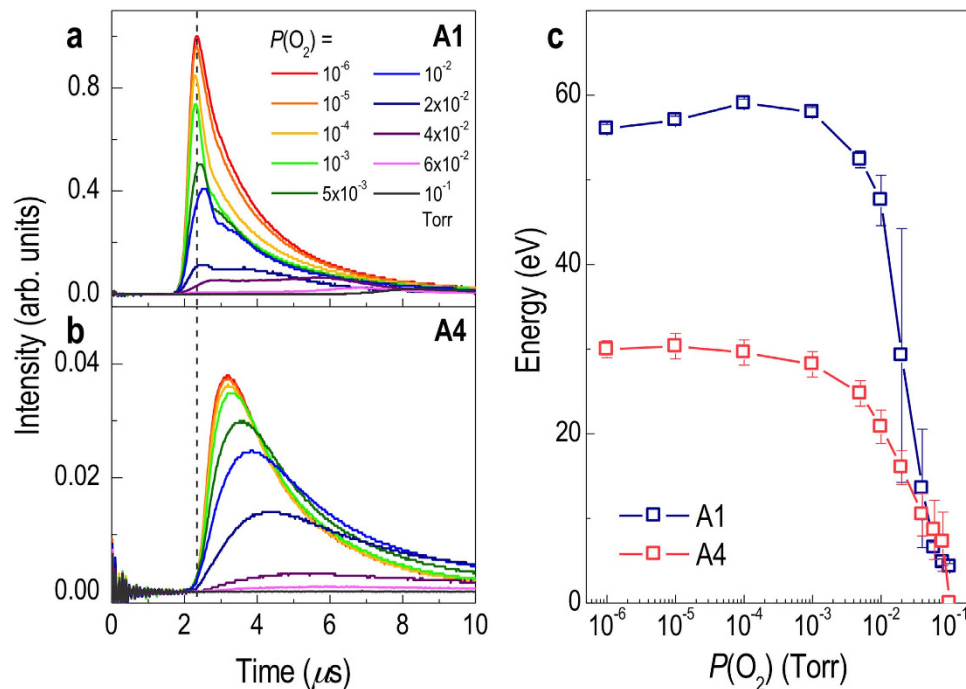 a
A1
P(O₂) =
10⁻⁶
10⁻²
10⁻⁵
2x10⁻²
10⁻⁴
4x10⁻²
10⁻³
6x10⁻²
5x10⁻³
10⁻¹
Torr
0.8
0.4
0.0
b
A4
0.04
0.02
0.00
0
2
4
6
8
10
Time (μs)
Intensity (arb. units)
c
60
40
20
0
Energy (eV)
A1
A4
10⁻⁶
10⁻⁵
10⁻⁴
10⁻³
10⁻²
10⁻¹
P(O₂) (Torr)